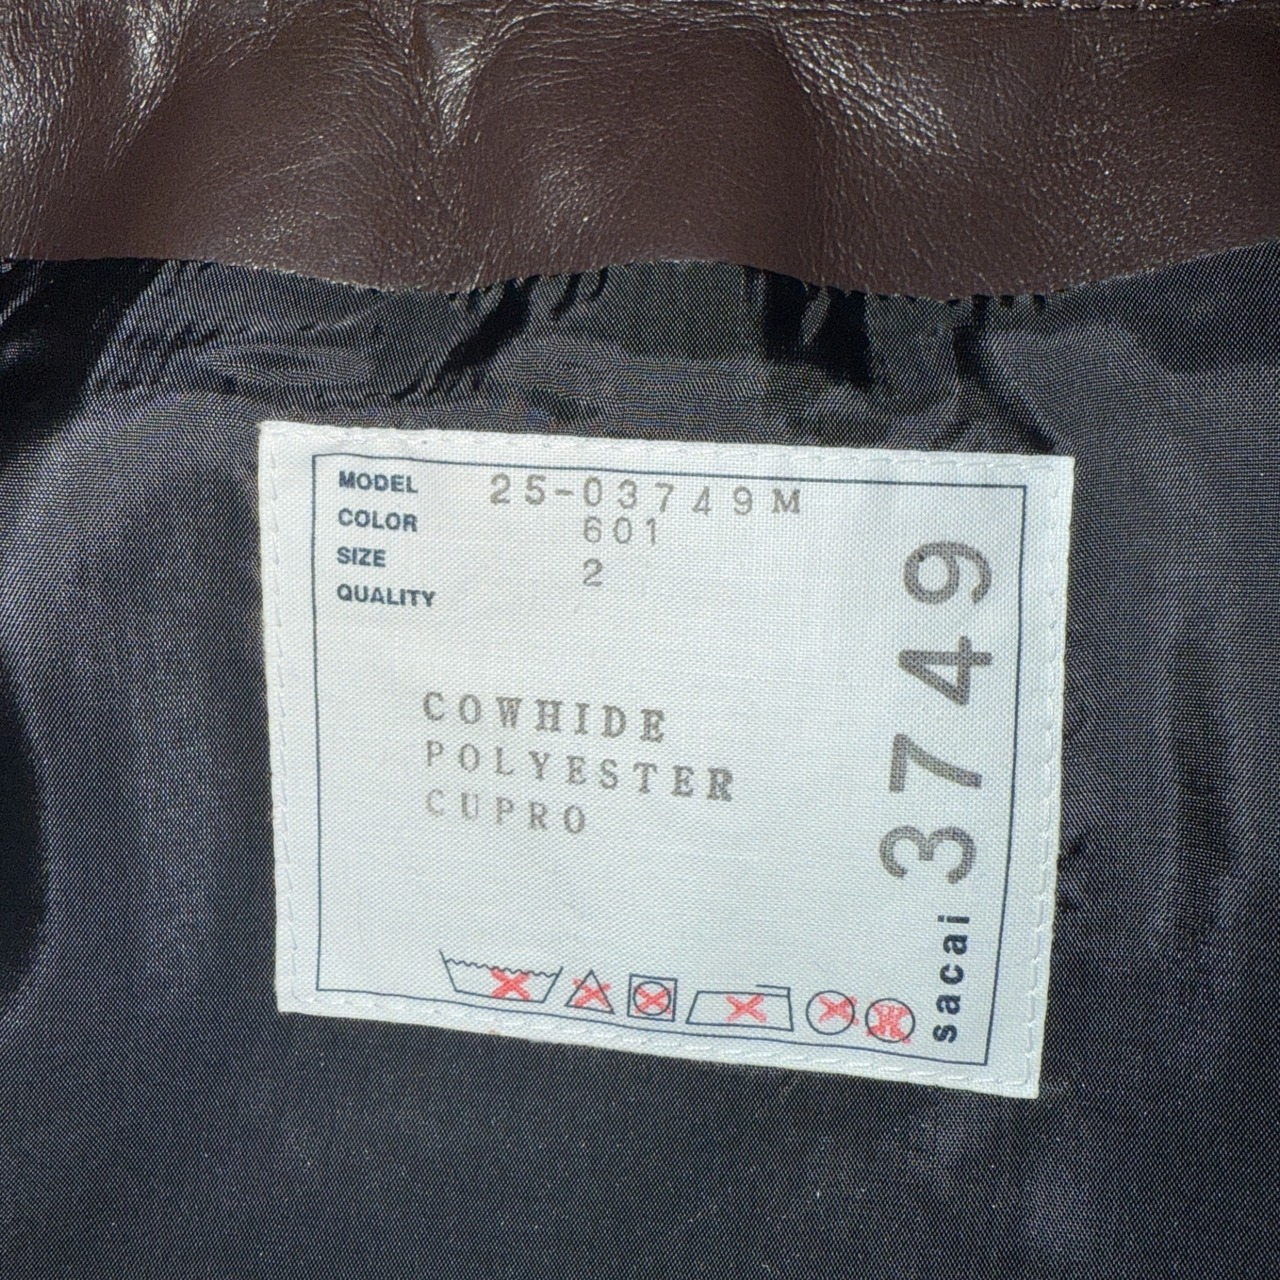 MODEL 25-03749M
COLOR 601
SIZE 2
QUALITY
COWHIDE
POLYESTER
CUPRO
sacai 3749